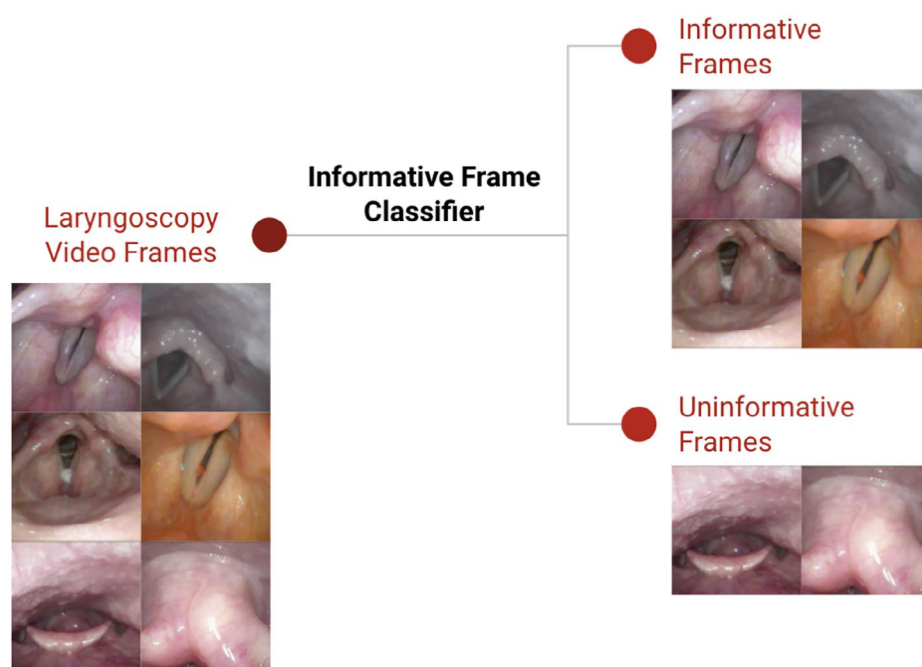 Informative
Frames
Informative Frame
Classifier
Laryngoscopy
Video Frames
Uninformative
Frames